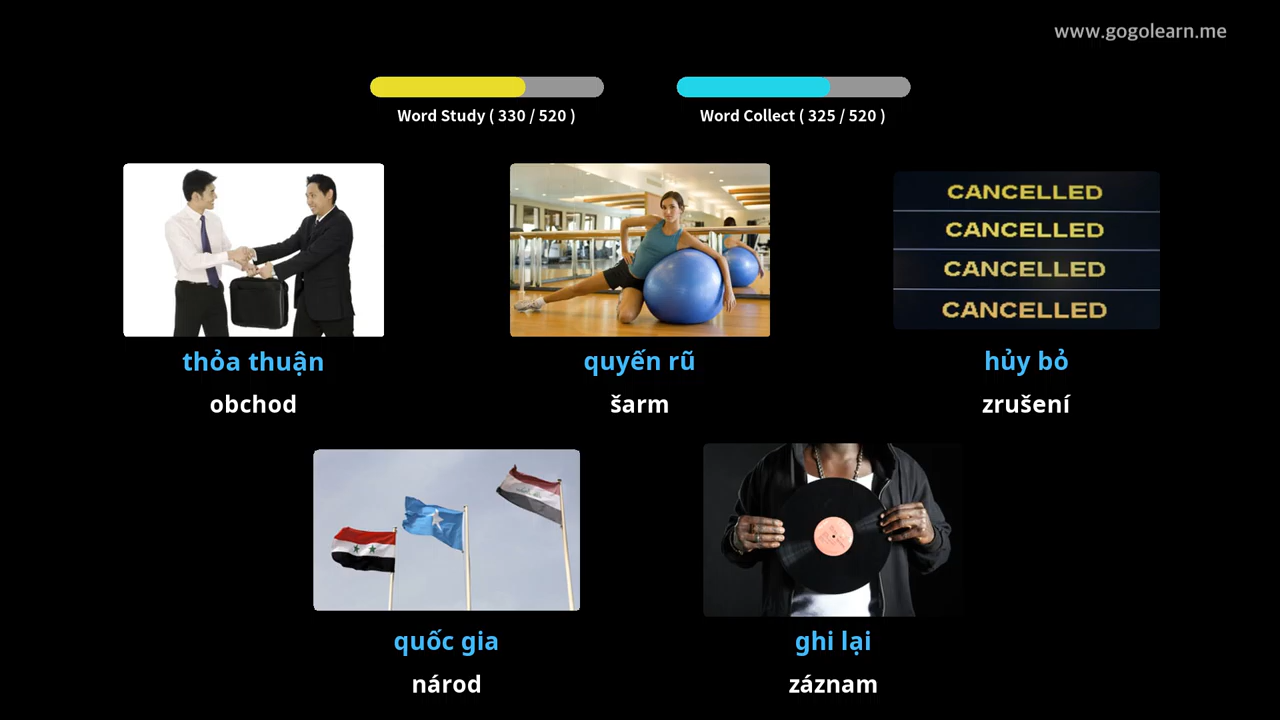 www.gogolearn.me
Word Study ( 330 / 520 )
Word Collect ( 325 / 520 )
CANCELLED
CANCELLED
CANCELLED
CANCELLED
thỏa thuận
obchod
quyến rũ
šarm
hủy bỏ
zrušení
quốc gia
národ
ghi lại
záznam